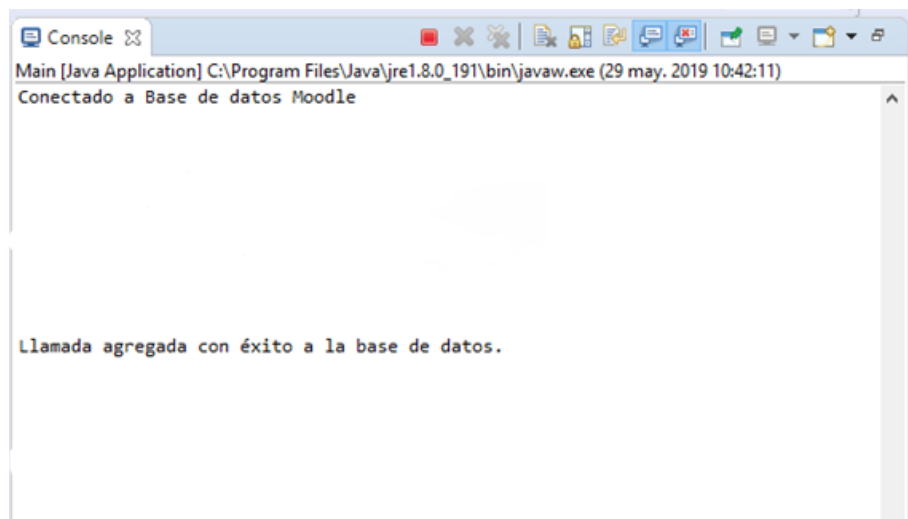 Console
Main [Java Application] C:\Program Files\Java\jre1.8.0_191\bin\javaw.exe (29 may. 2019 10:42:11)
Conectado a Base de datos Moodle
Llamada agregada con éxito a la base de datos.